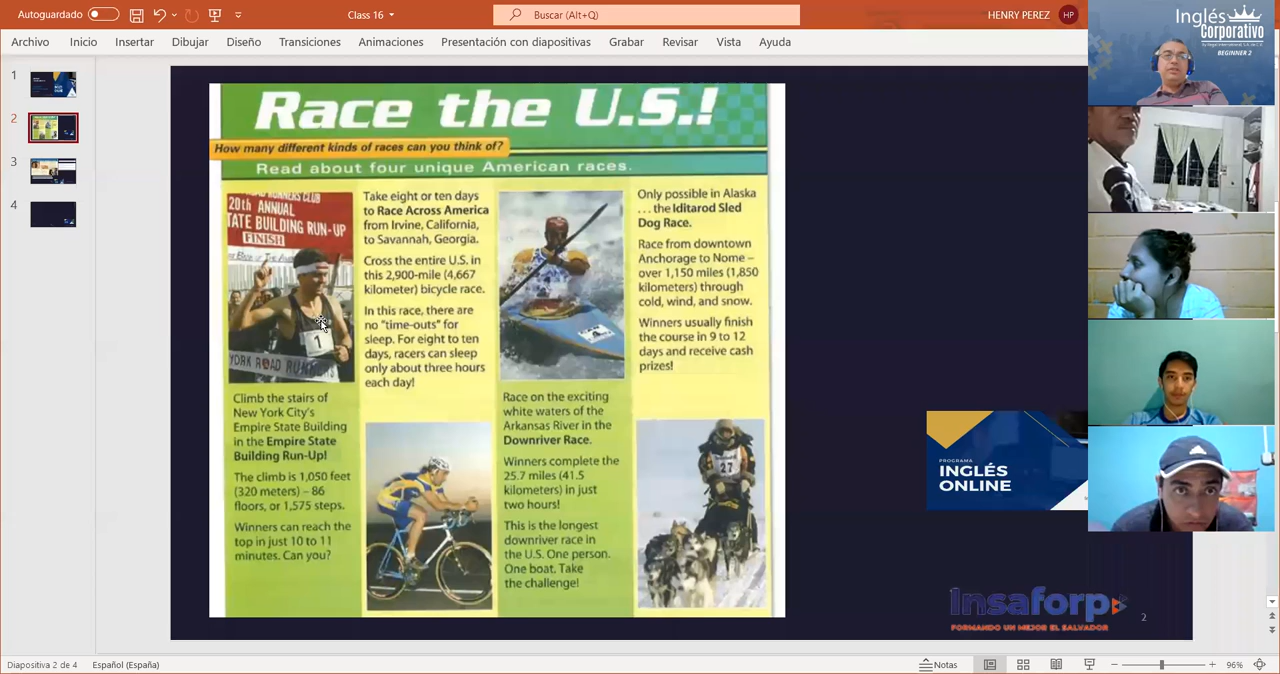 Autoguardado
Class 16
Buscar (Alt+Q)
HENRY PEREZ
HP
Archivo
Inicio
Insertar
Dibujar
Diseño
Transiciones
Animaciones
Presentación con diapositivas
Grabar
Revisar
Vista
Ayuda
Inglés
Corporativo
BEGINNER 2
1
2
3
4
Race the U.S.!
How many different kinds of races can you think of?
Read about four unique American races.
20th ANNUAL
STATE BUILDING RUN-UP
FINISH
1
YORK ROAD RUNNERS
Climb the stairs of
New York City's
Empire State Building
in the Empire State
Building Run-Up!
The climb is 1,050 feet
(320 meters) – 86
floors, or 1,575 steps.
Winners can reach the
top in just 10 to 11
minutes. Can you?
Take eight or ten days
to Race Across America
from Irvine, California,
to Savannah, Georgia.
Cross the entire U.S. in
this 2,900-mile (4,667
kilometer) bicycle race.
In this race, there are
no "time-outs" for
sleep. For eight to ten
days, racers can sleep
only about three hours
each day!
Race on the exciting
white waters of the
Arkansas River in the
Downriver Race.
Winners complete the
25.7 miles (41.5
kilometers) in just
two hours!
This is the longest
downriver race in
the U.S. One person.
One boat. Take
the challenge!
Only possible in Alaska
. . . the Iditarod Sled
Dog Race.
Race from downtown
Anchorage to Nome –
over 1,150 miles (1,850
kilometers) through
cold, wind, and snow.
Winners usually finish
the course in 9 to 12
days and receive cash
prizes!
27
PROGRAMA
INGLÉS
ONLINE
Insaforp
FORMANDO UN MEJOR EL SALVADOR
2
Diapositiva 2 de 4
Español (España)
Notas
96%